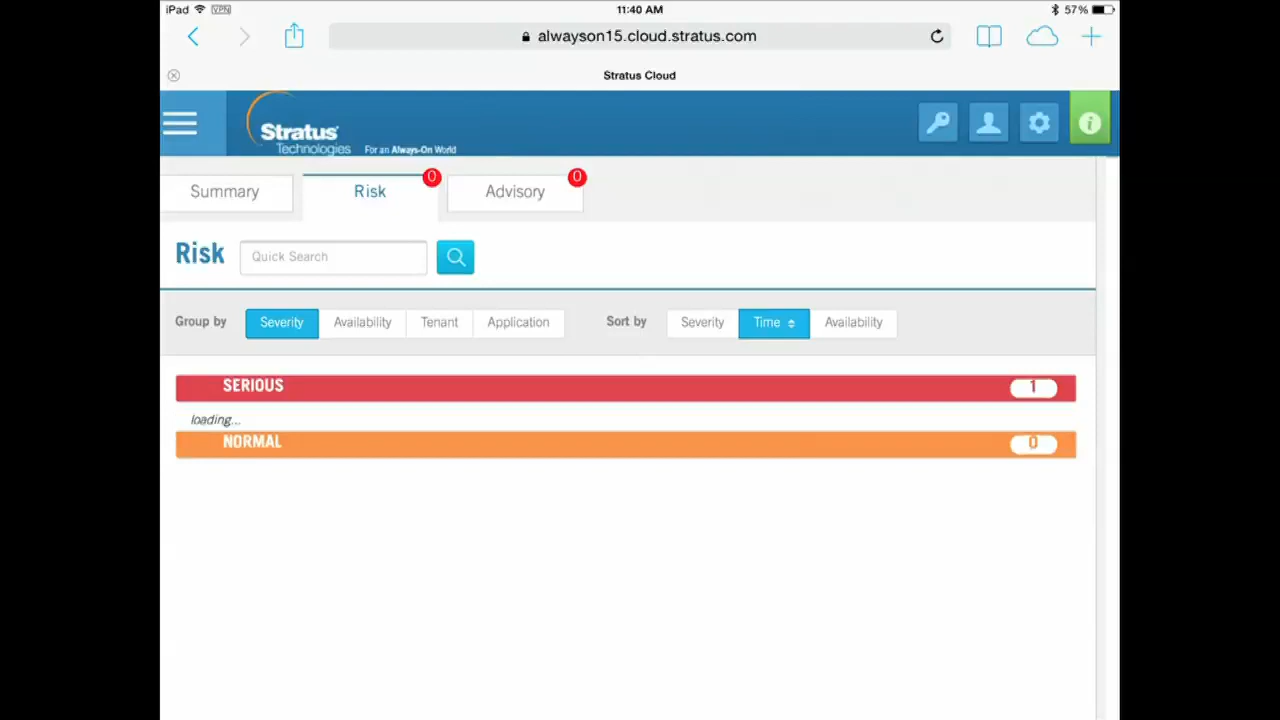 iPad VPN 11:40 AM 57%
alwayson15.cloud.stratus.com
Stratus Cloud
Stratus
Technologies For an Always-On World
Summary Risk 0 Advisory 0
Risk Quick Search
Group by Severity Availability Tenant Application Sort by Severity Time Availability
SERIOUS 1
loading...
NORMAL 0